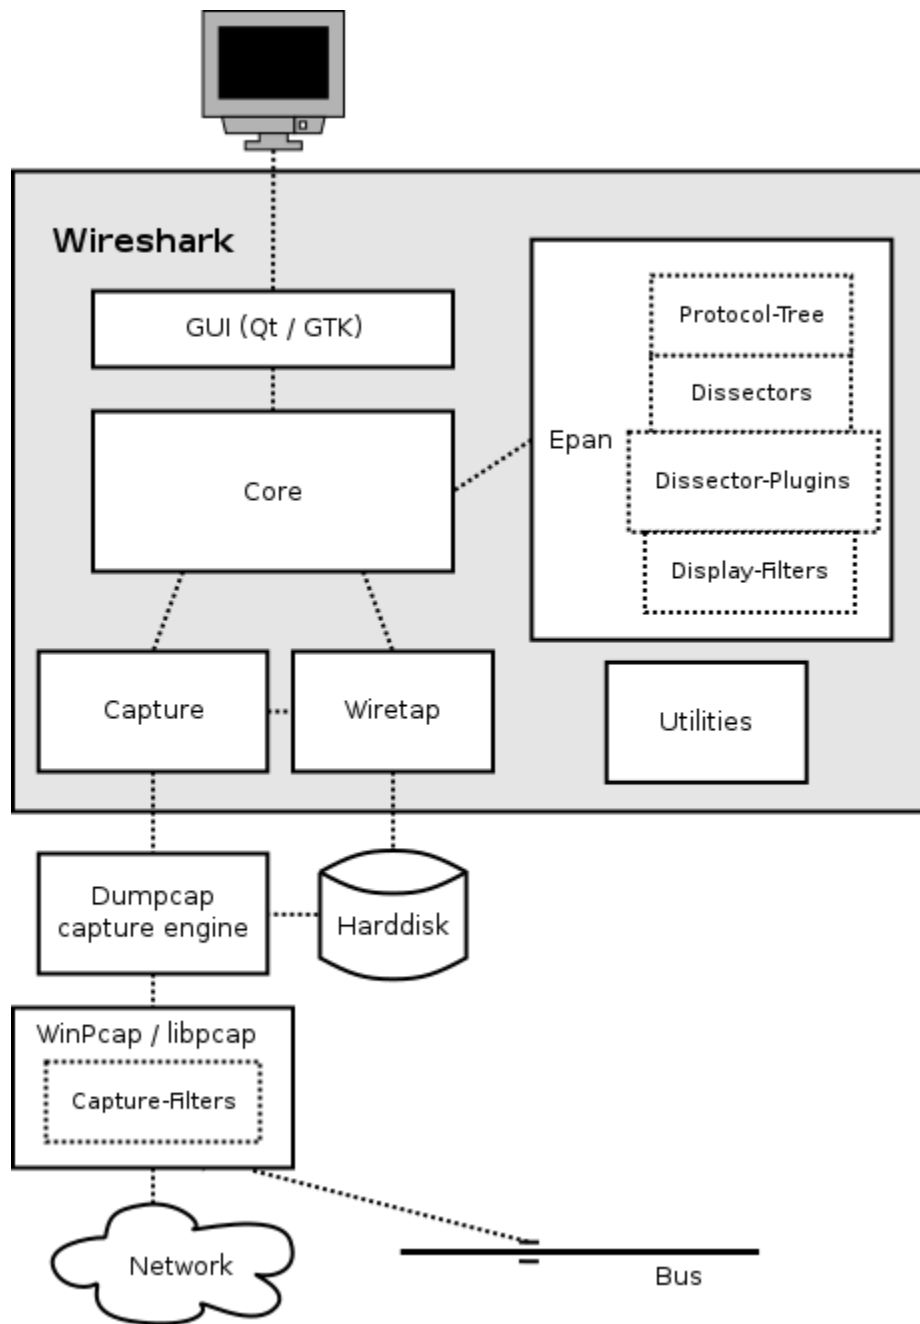 Wireshark
GUI (Qt / GTK)
Core
Epan
Protocol-Tree
Dissectors
Dissector-Plugins
Display-Filters
Capture
Wiretap
Utilities
Dumpcap
capture engine
Harddisk
WinPcap / libpcap
Capture-Filters
Network
Bus